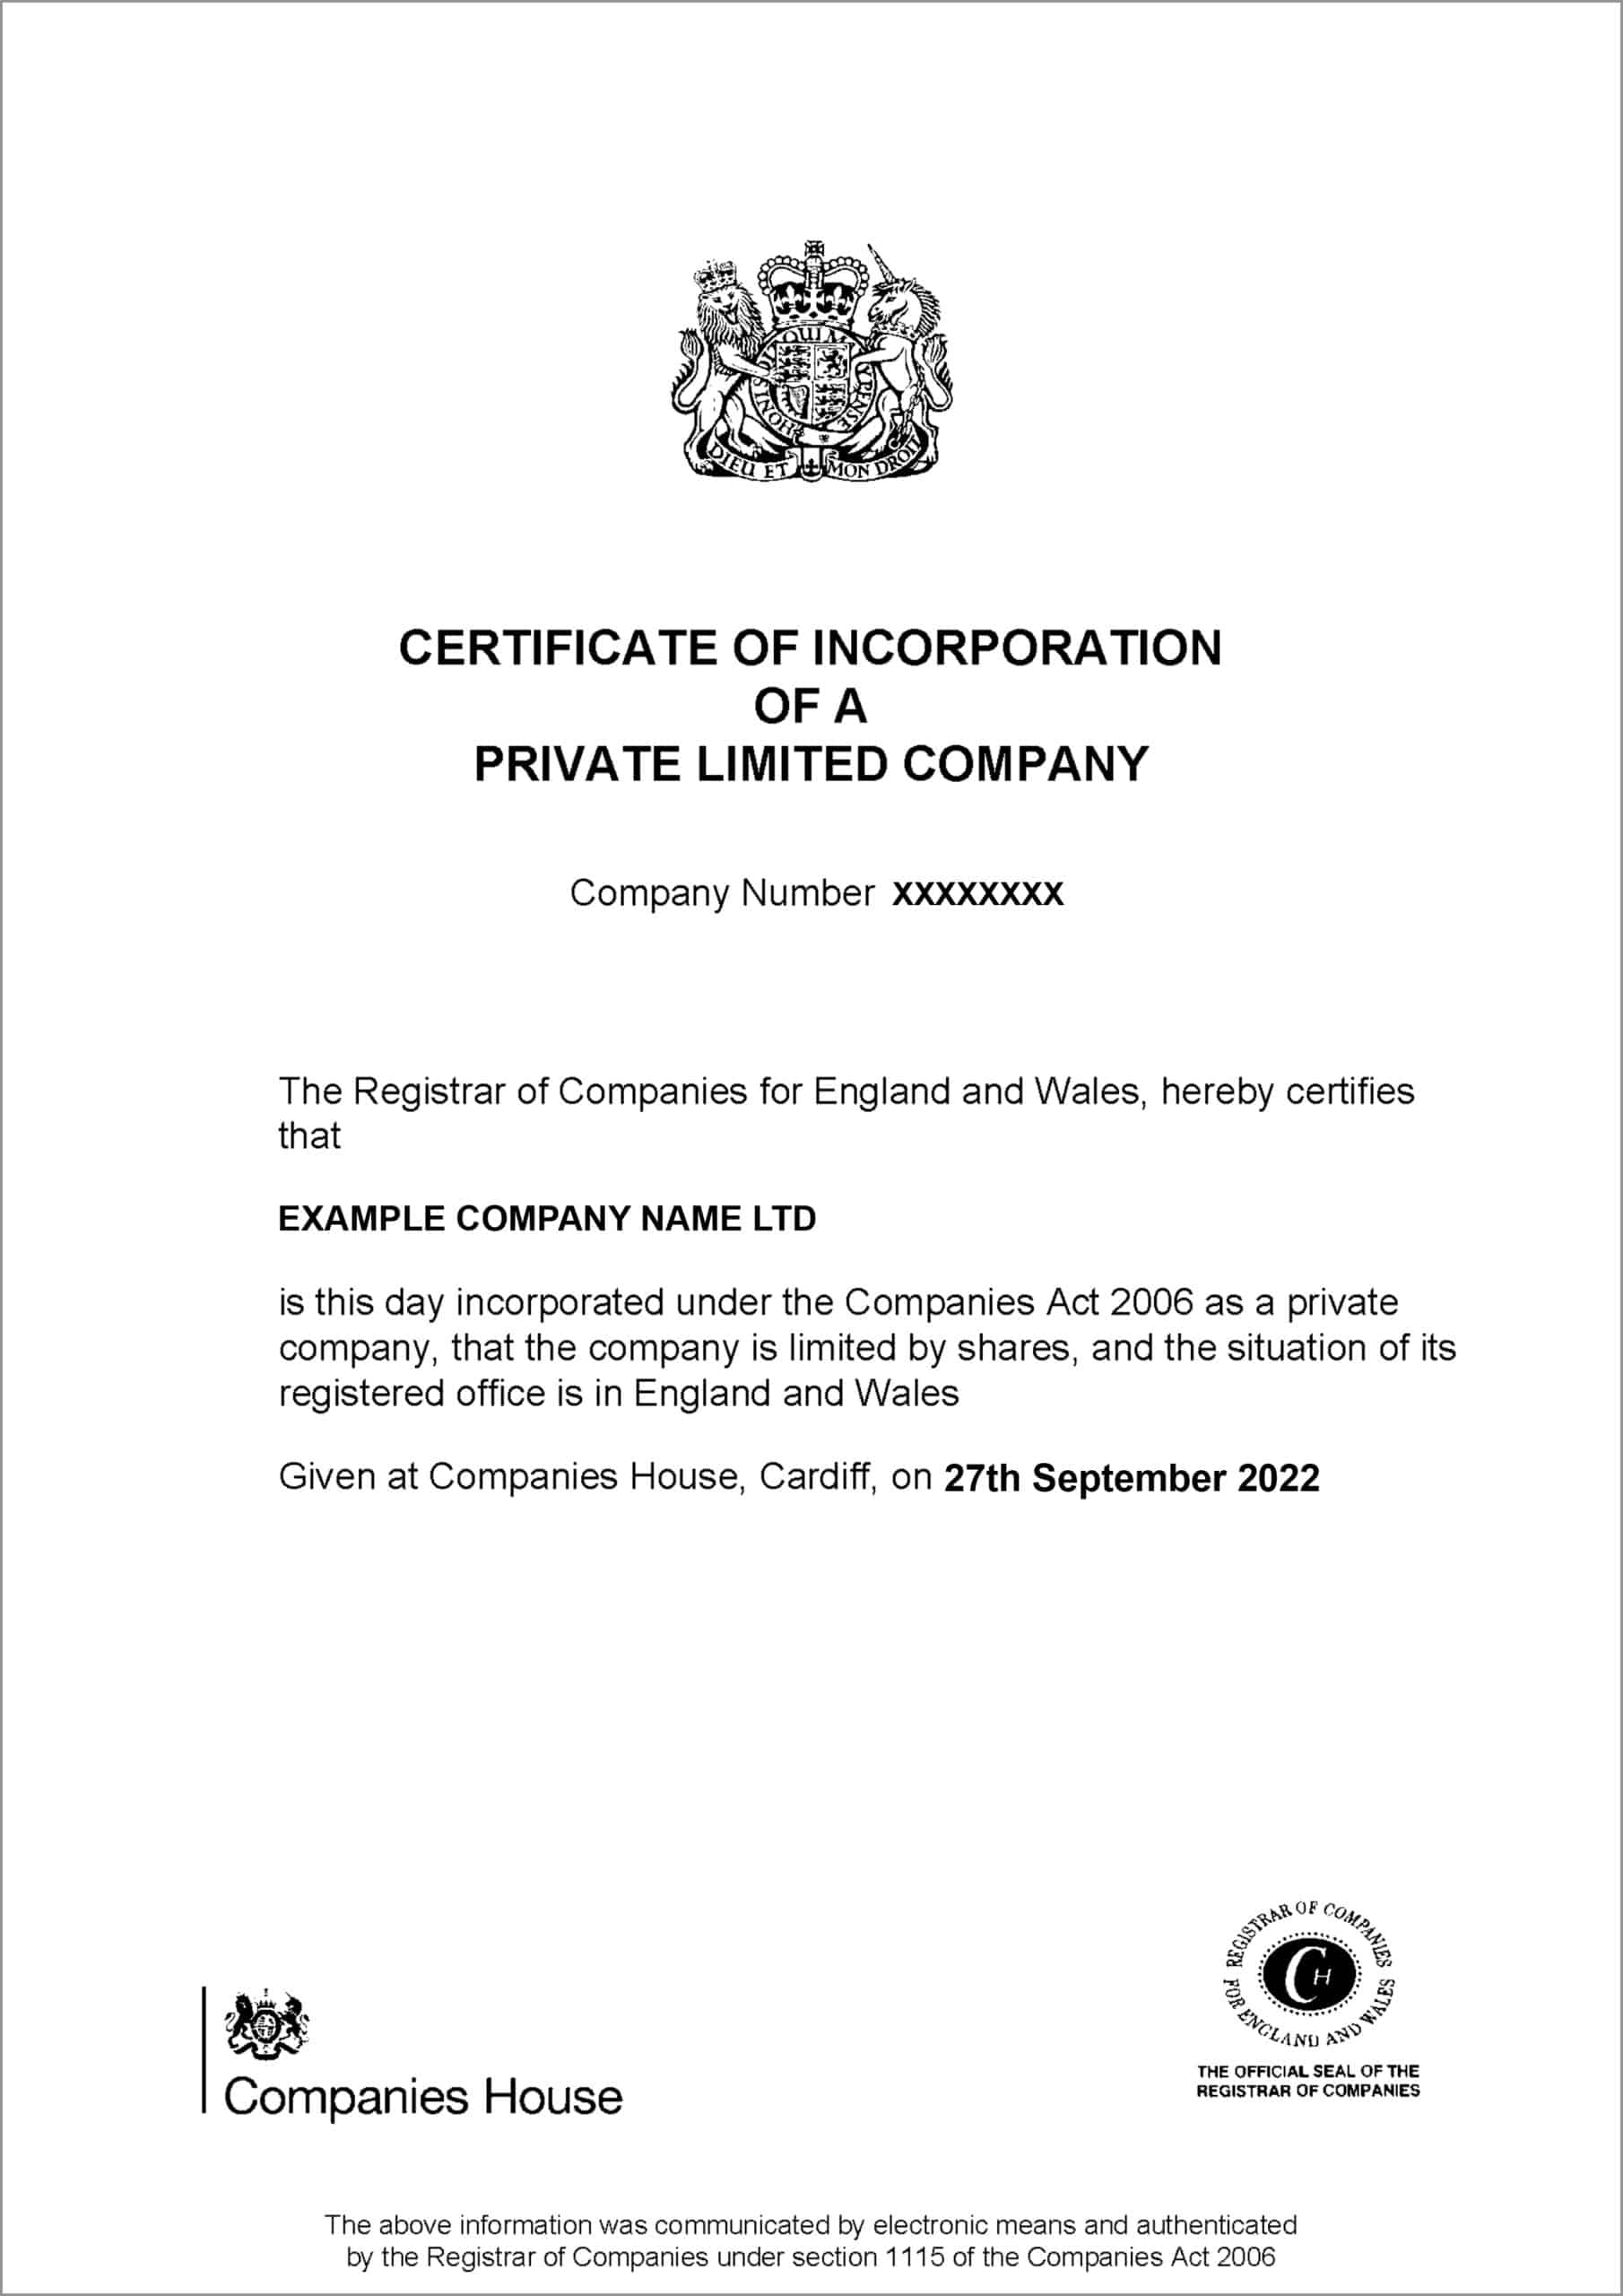 HONI SOIT QUI MAL Y PENSE
DIEU ET MON DROIT
CERTIFICATE OF INCORPORATION
OF A
PRIVATE LIMITED COMPANY
Company Number XXXXXXXX
The Registrar of Companies for England and Wales, hereby certifies
that
EXAMPLE COMPANY NAME LTD
is this day incorporated under the Companies Act 2006 as a private
company, that the company is limited by shares, and the situation of its
registered office is in England and Wales
Given at Companies House, Cardiff, on 27th September 2022
REGISTRAR OF COMPANIES
FOR ENGLAND AND WALES
CH
THE OFFICIAL SEAL OF THE
REGISTRAR OF COMPANIES
Companies House
The above information was communicated by electronic means and authenticated
by the Registrar of Companies under section 1115 of the Companies Act 2006